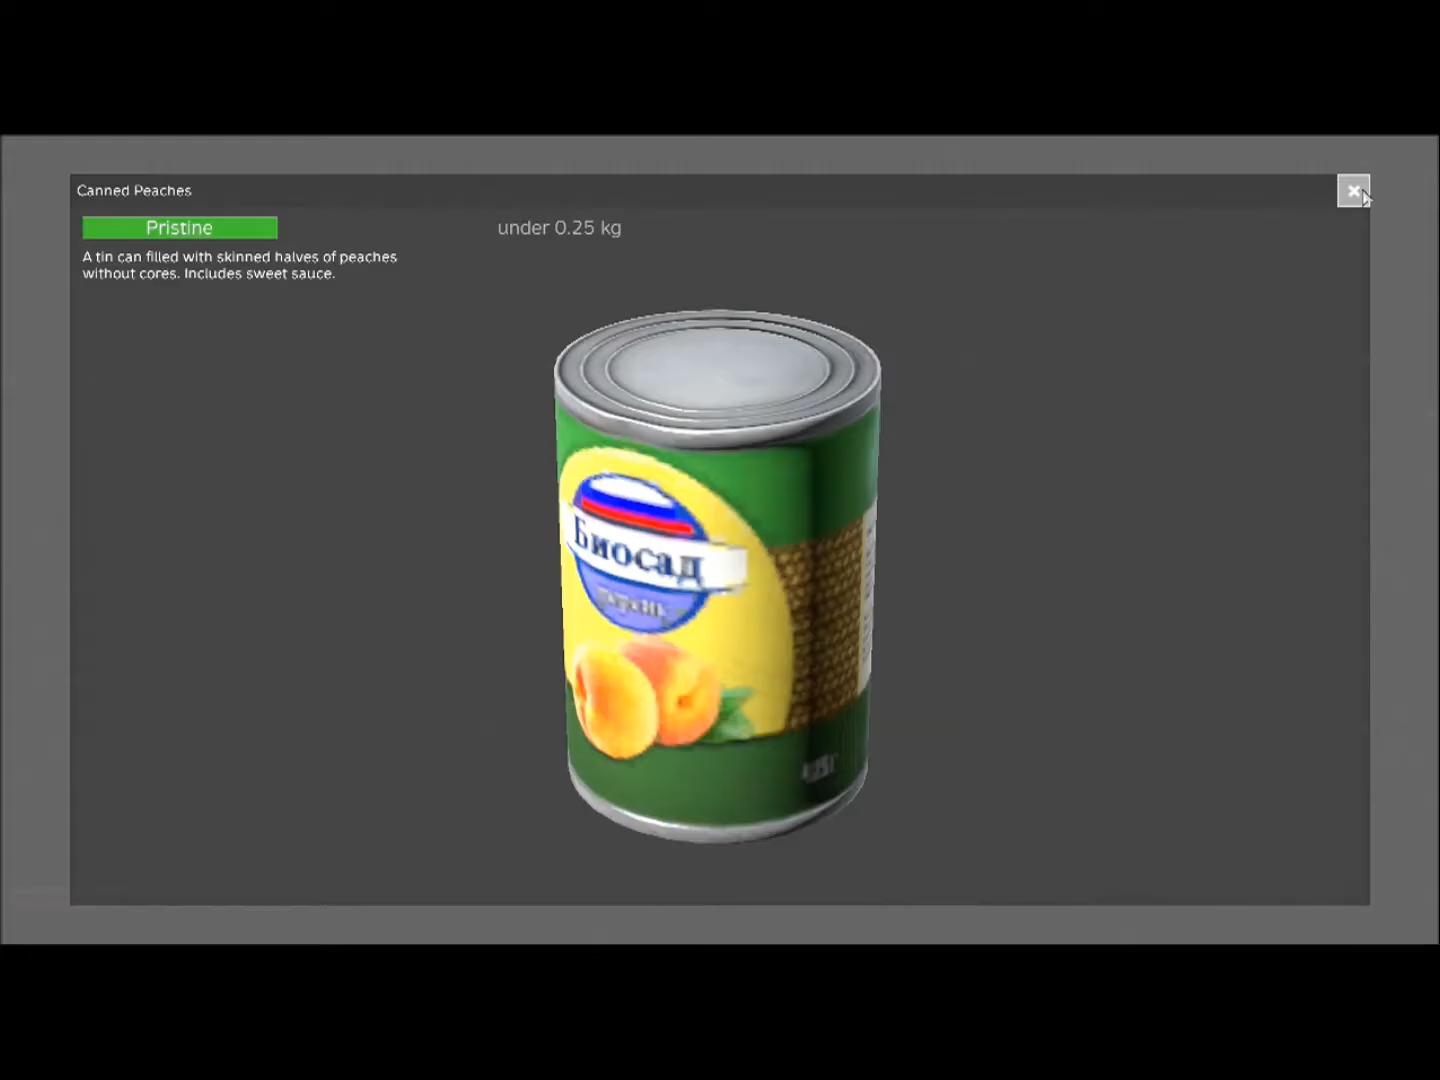 Canned Peaches
Pristine
under 0.25 kg
A tin can filled with skinned halves of peaches
without cores. Includes sweet sauce.
Биосад